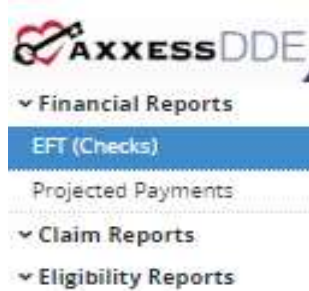 AXXESSDDE
Financial Reports
EFT (Checks)
Projected Payments
Claim Reports
Eligibility Reports